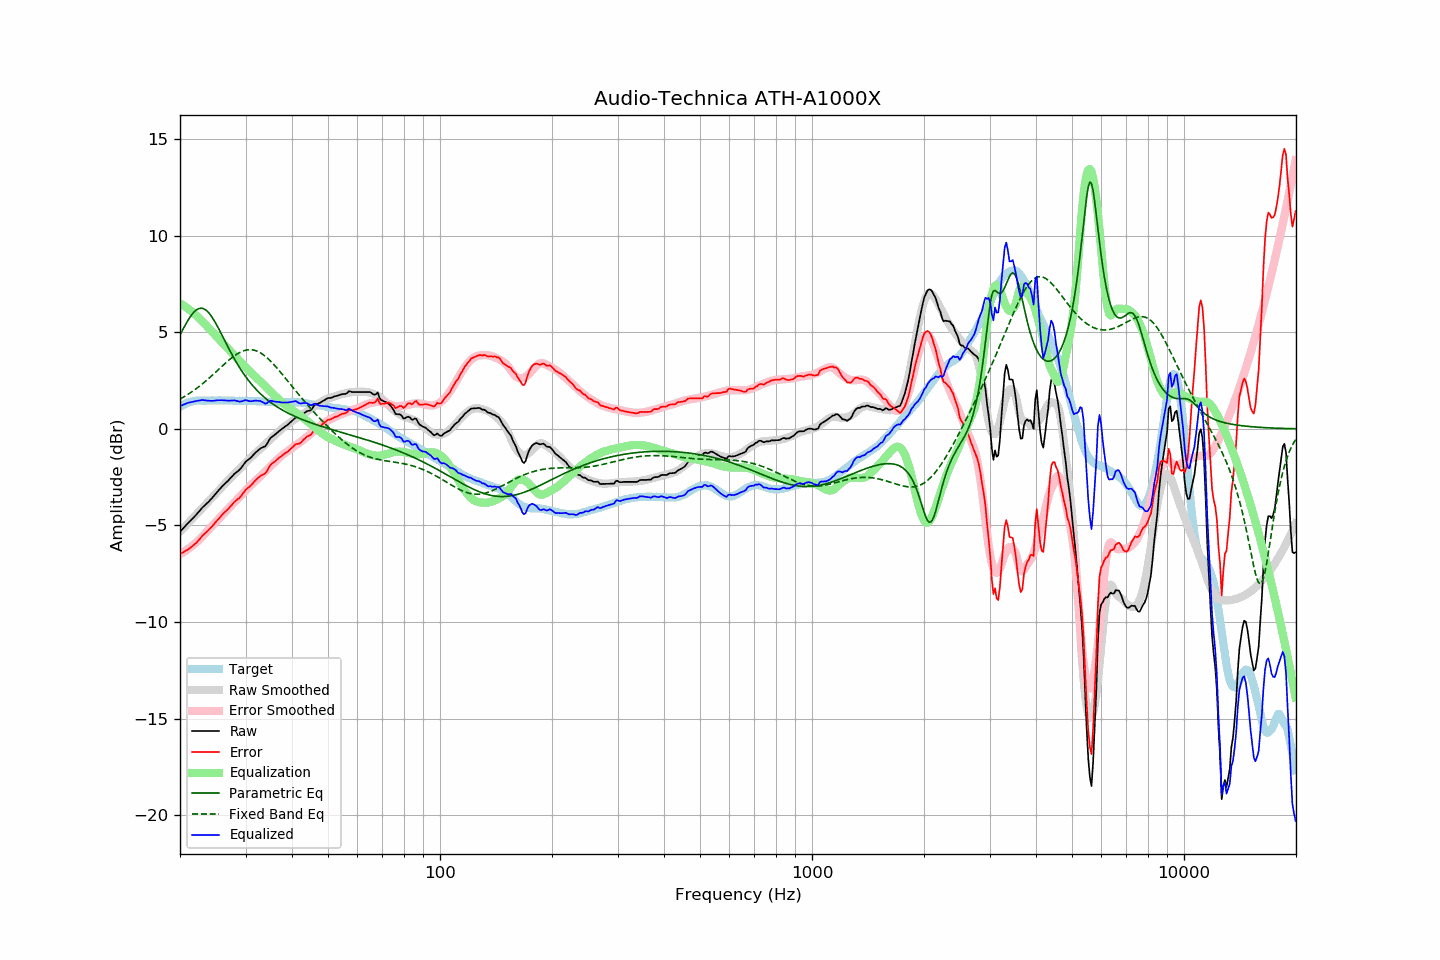 Audio-Technica ATH-A1000X
15
10
5
0
−5
−10
−15
−20
Amplitude (dBr)
Target
Raw Smoothed
Error Smoothed
Raw
Error
Equalization
Parametric Eq
Fixed Band Eq
Equalized
100
1000
10000
Frequency (Hz)